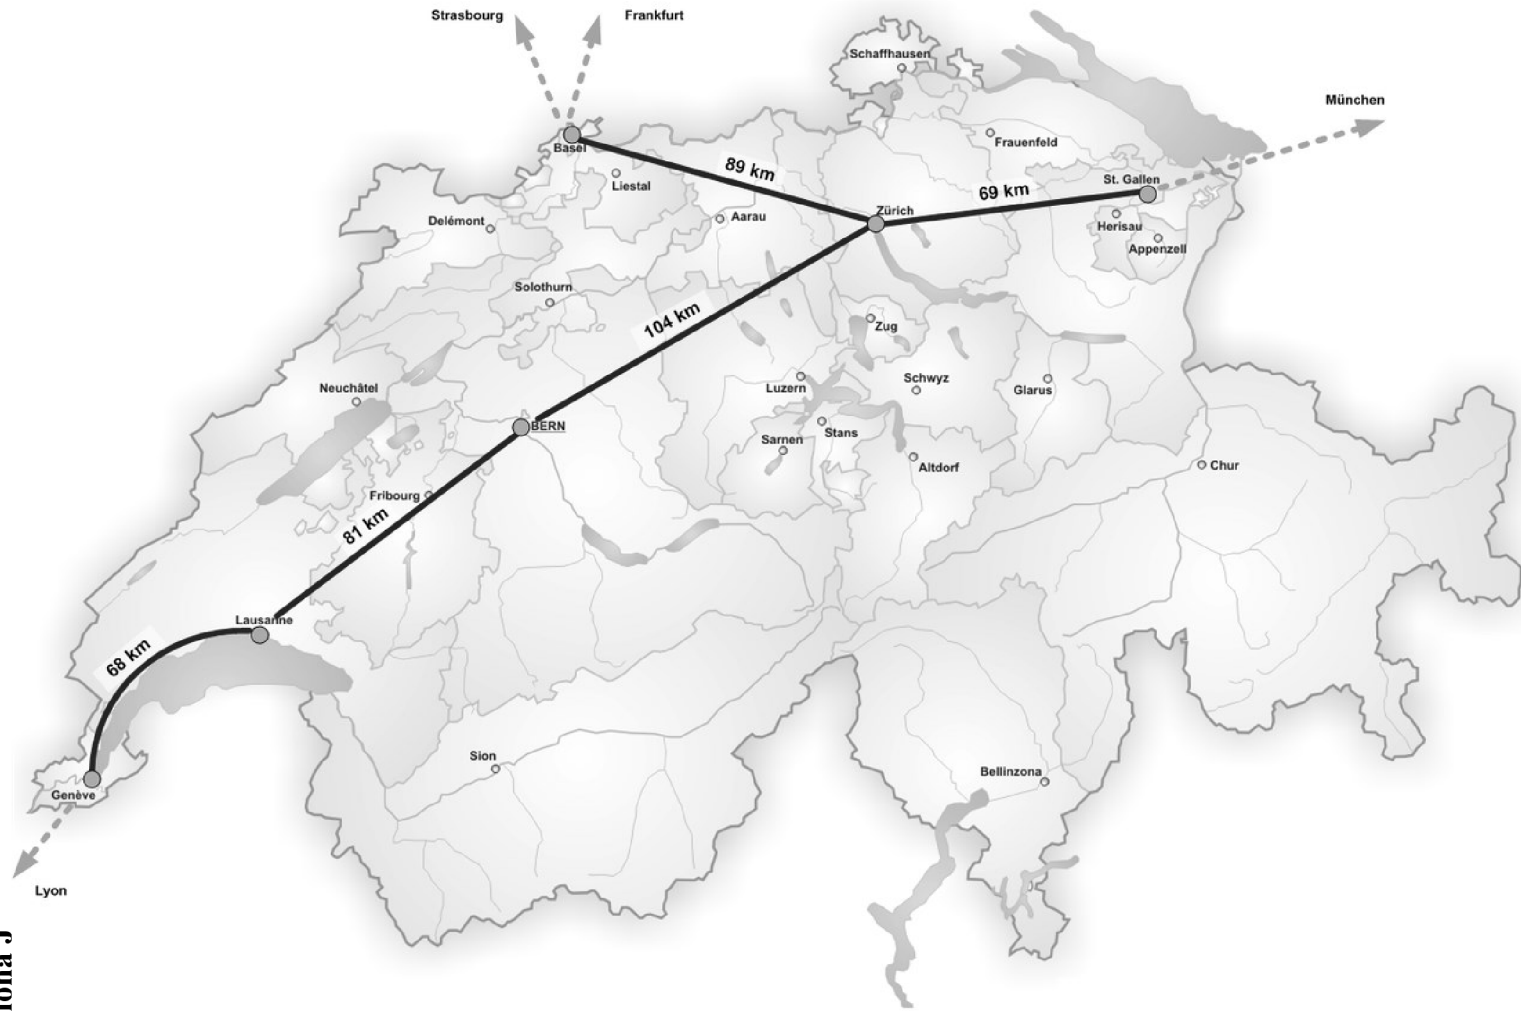 Strasbourg
Frankfurt
Schaffhausen
München
Basel
Frauenfeld
89 km
Liestal
St. Gallen
69 km
Delémont
Aarau
Zürich
Herisau
Appenzell
Solothurn
104 km
Zug
Neuchâtel
Luzern
Schwyz
Glarus
BERN
Stans
Sarnen
Altdorf
Chur
Fribourg
81 km
Lausanne
68 km
Sion
Bellinzona
Genève
Lyon